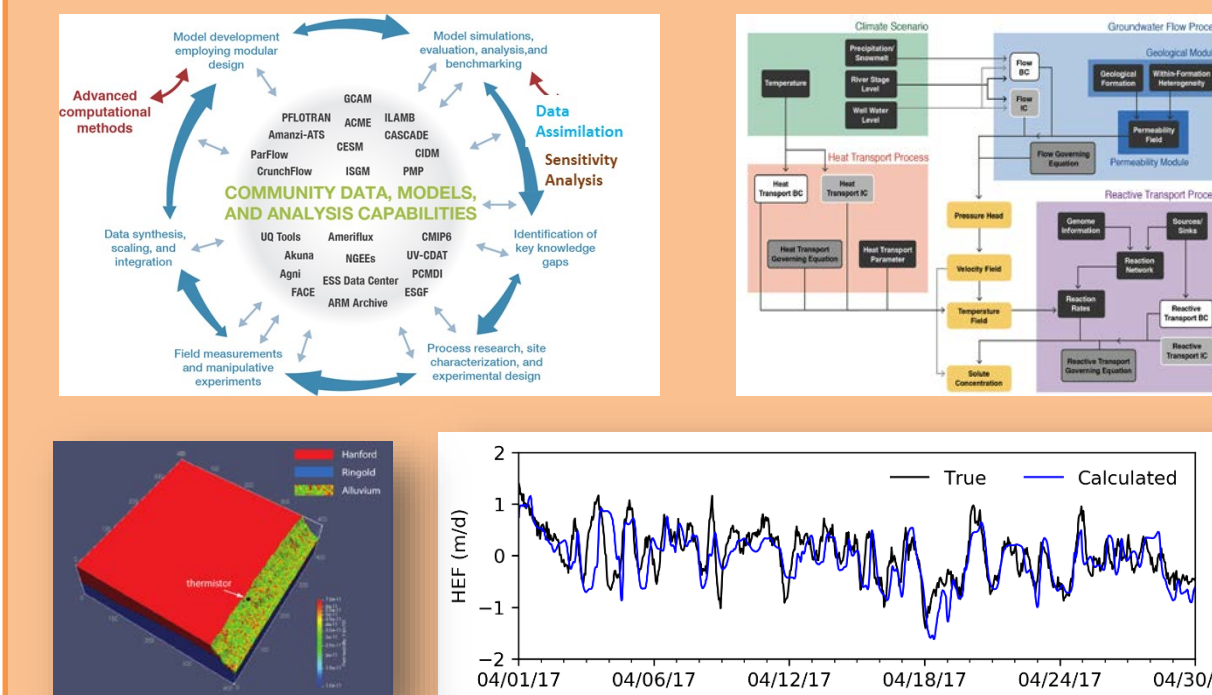 Model development
employing modular
design
Model simulations,
evaluation, analysis,and
benchmarking
Advanced
computational
methods
Data
Assimilation
Sensitivity
Analysis
GCAM
PFLOTRAN
ACME
ILAMB
Amanzi-ATS
CASCADE
CESM
ParFlow
CIDM
CrunchFlow
ISGM
PMP
COMMUNITY DATA, MODELS,
AND ANALYSIS CAPABILITIES
UQ Tools
Ameriflux
CMIP6
Akuna
NGEEs
UV-CDAT
Agni
ESS Data Center
PCMDI
FACE
ESGF
ARM Archive
Data synthesis,
scaling, and
integration
Identification of
key knowledge
gaps
Field measurements
and manipulative
experiments
Process research, site
characterization, and
experimental design
Climate Scenario
Temperature
Precipitation/
Snowmelt
River Stage
Level
Well Water
Level
Groundwater Flow Proce
Geological Modul
Flow
BC
Flow
IC
Geological
Formation
Within-Formation
Heterogeneity
Permeability
Field
Permeability Module
Flow Governing
Equation
Heat Transport Process
Heat
Transport BC
Heat
Transport IC
Heat Transport
Governing Equation
Heat Transport
Parameter
Pressure Head
Velocity Field
Temperature
Field
Solute
Concentration
Reactive Transport Proce
Genome
Information
Sources/
Sinks
Reaction
Network
Reaction
Rates
Reactive
Transport BC
Reactive
Transport IC
Reactive Transport
Governing Equation
Hanford
Ringold
Alluvium
thermistor
HEF (m/d)
2
1
0
−1
−2
True
Calculated
04/01/17
04/06/17
04/12/17
04/18/17
04/24/17
04/30/